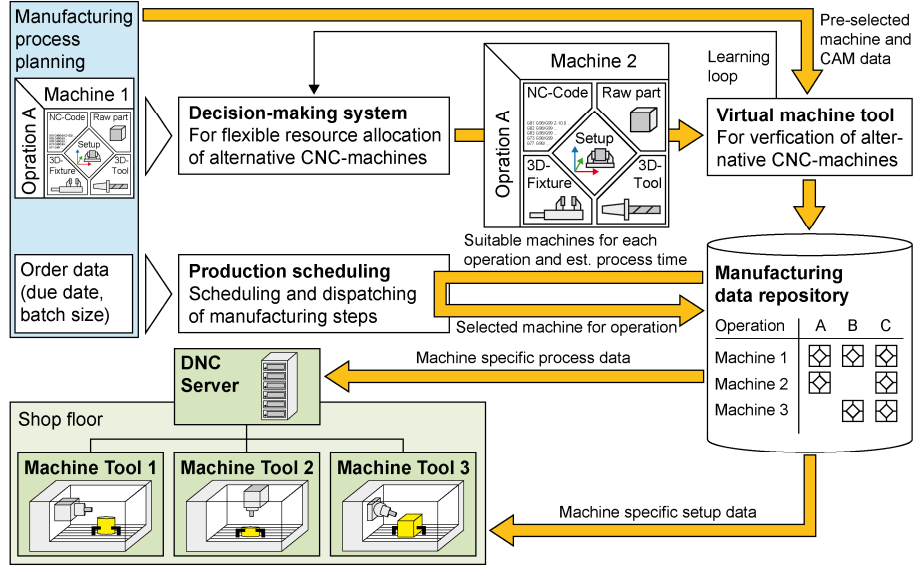 Manufacturing
process
planning
Machine 1
Opration A
NC-Code
Raw part
Setup
3D-
Fixture
3D-
Tool
Decision-making system
For flexible resource allocation
of alternative CNC-machines
Machine 2
Opration A
NC-Code
Raw part
Setup
3D-
Fixture
3D-
Tool
Learning
loop
Pre-selected
machine and
CAM data
Virtual machine tool
For verfication of alter-
native CNC-machines
Order data
(due date,
batch size)
Production scheduling
Scheduling and dispatching
of manufacturing steps
Suitable machines for each
operation and est. process time
Selected machine for operation
Manufacturing
data repository
Operation A B C
Machine 1
Machine 2
Machine 3
Machine specific process data
DNC
Server
Shop floor
Machine Tool 1
Machine Tool 2
Machine Tool 3
Machine specific setup data